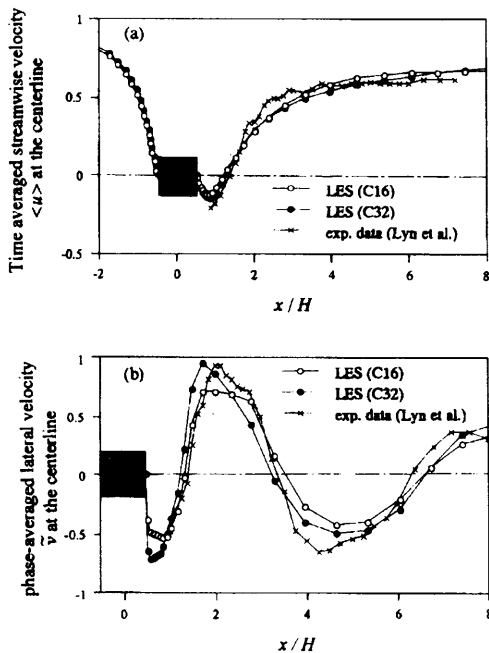 (a)
Time averaged streamwise velocity
<u> at the centerline
1
0.5
0
-0.5
LES (C16)
LES (C32)
exp. data (Lyn et al.)
-2
0
2
4
6
8
x / H
(b)
phase-averaged lateral velocity
ṽ at the centerline
1
0.5
0
-0.5
-1
LES (C16)
LES (C32)
exp. data (Lyn et al.)
0
2
4
6
8
x / H